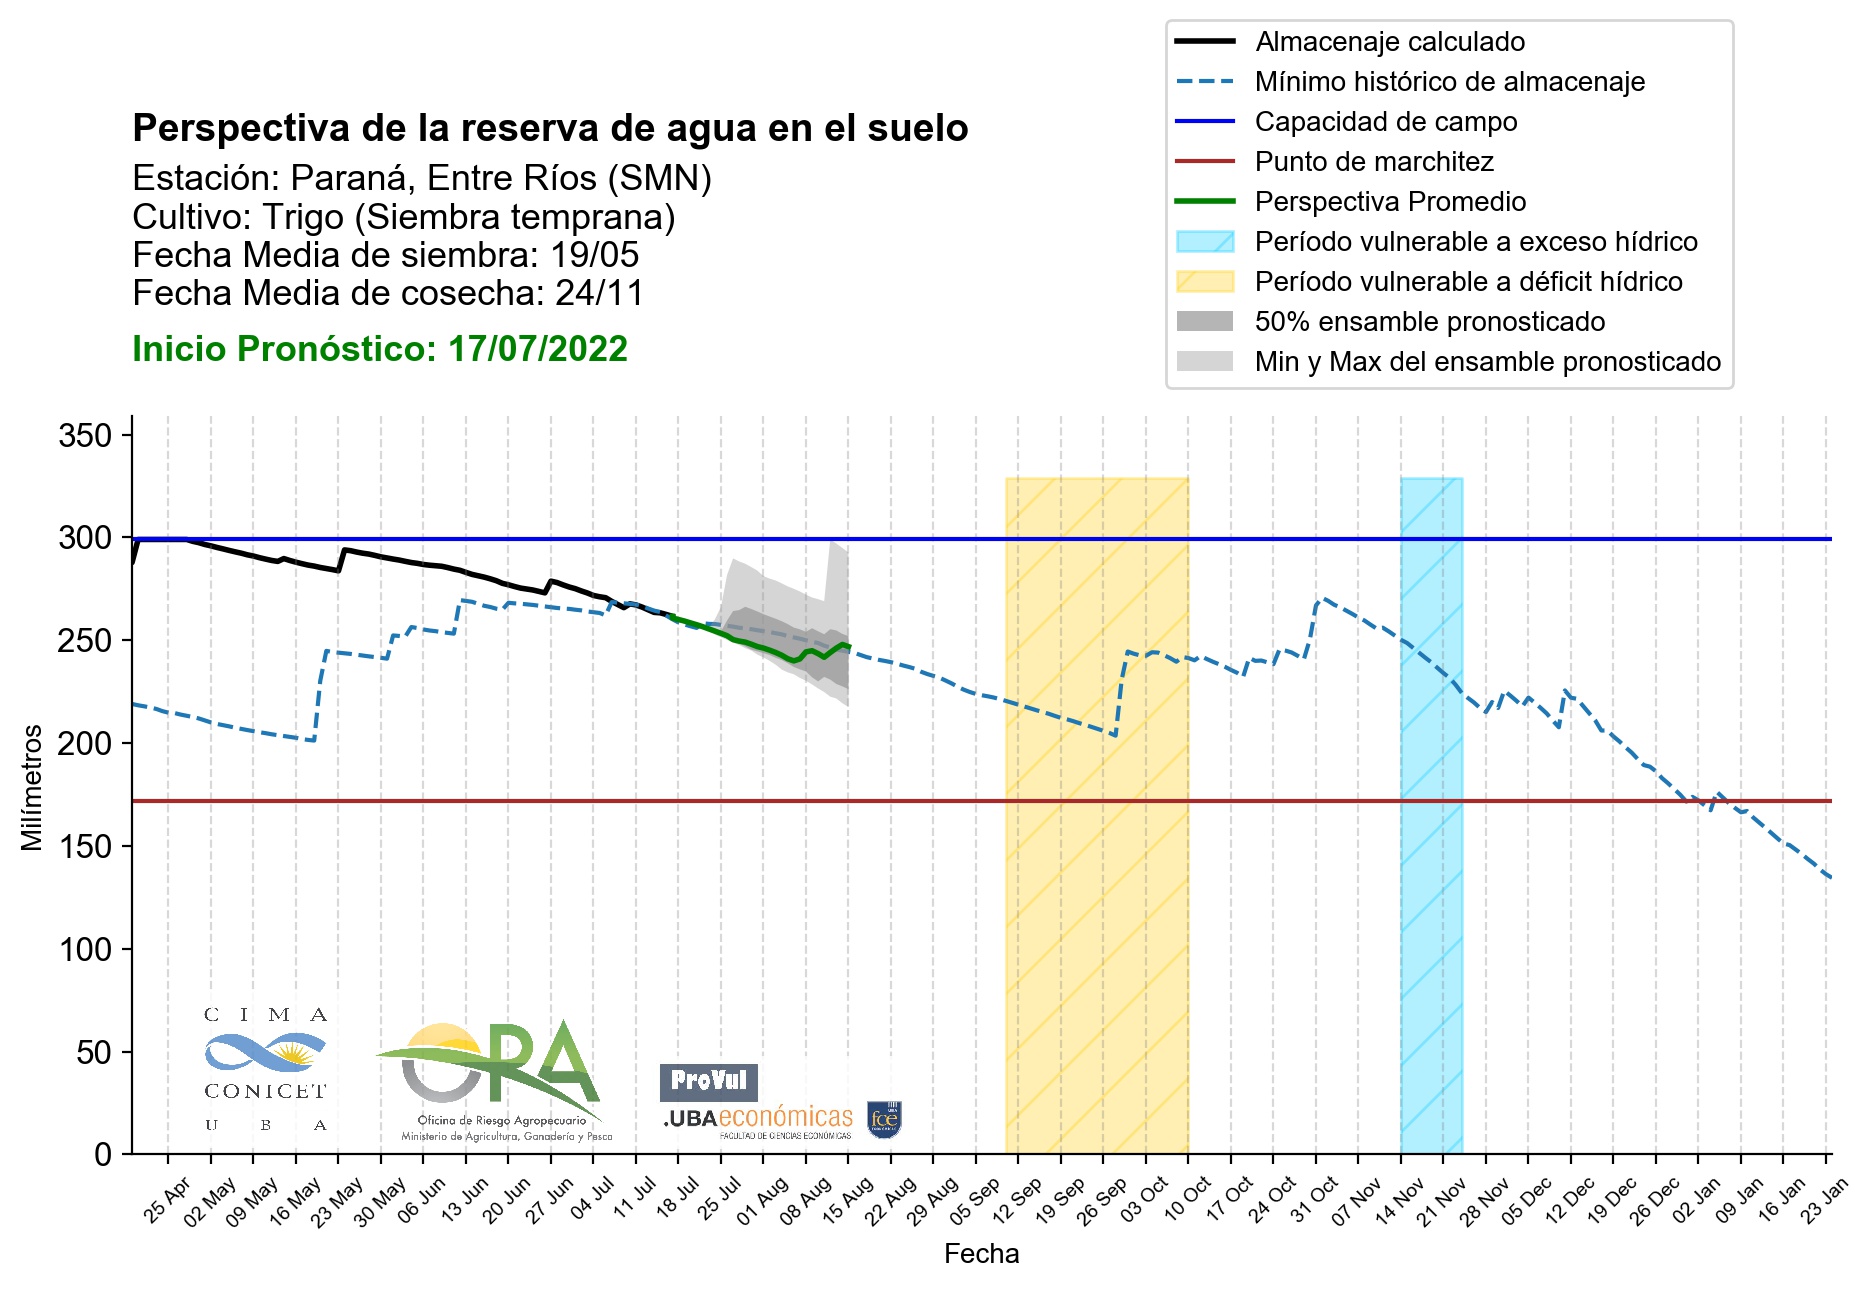 Almacenaje calculado
Mínimo histórico de almacenaje
Capacidad de campo
Punto de marchitez
Perspectiva Promedio
Período vulnerable a exceso hídrico
Período vulnerable a déficit hídrico
50% ensamble pronosticado
Min y Max del ensamble pronosticado
Perspectiva de la reserva de agua en el suelo
Estación: Paraná, Entre Ríos (SMN)
Cultivo: Trigo (Siembra temprana)
Fecha Media de siembra: 19/05
Fecha Media de cosecha: 24/11
Inicio Pronóstico: 17/07/2022
Milímetros
350
300
250
200
150
100
50
0
CIMA
CONICET
UBA
ORA
Oficina de Riesgo Agropecuario
Ministerio de Agricultura, Ganadería y Pesca
ProVul
.UBAeconómicas
FACULTAD DE CIENCIAS ECONÓMICAS
UBA
fce
ECONÓMICAS
25 Apr
02 May
09 May
16 May
23 May
30 May
06 Jun
13 Jun
20 Jun
27 Jun
04 Jul
11 Jul
18 Jul
25 Jul
01 Aug
08 Aug
15 Aug
22 Aug
29 Aug
05 Sep
12 Sep
19 Sep
26 Sep
03 Oct
10 Oct
17 Oct
24 Oct
31 Oct
07 Nov
14 Nov
21 Nov
28 Nov
05 Dec
12 Dec
19 Dec
26 Dec
02 Jan
09 Jan
16 Jan
23 Jan
Fecha